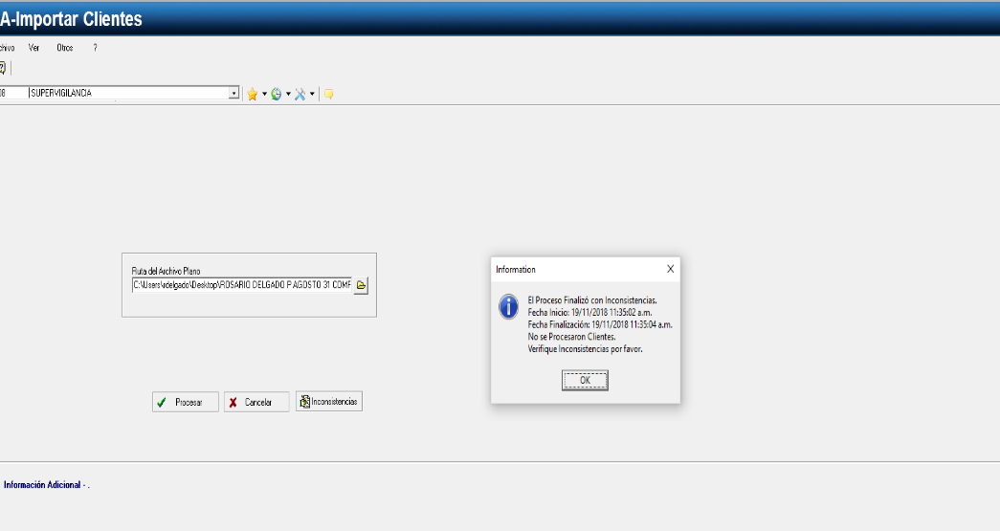 A-Importar Clientes
chivo Ver Otros ?
08 SUPERVIGILANCIA
Ruta del Archivo Plano
C:\Users\rdelgado\Desktop\ROSARIO DELGADO P AGOSTO 31 COMF
Procesar Cancelar Inconsistencias
Information X
El Proceso Finalizó con Inconsistencias.
Fecha Inicio: 19/11/2018 11:35:02 a.m.
Fecha Finalización: 19/11/2018 11:35:04 a.m.
No se Procesaron Clientes.
Verifique Inconsistencias por favor.
OK
Información Adicional - .